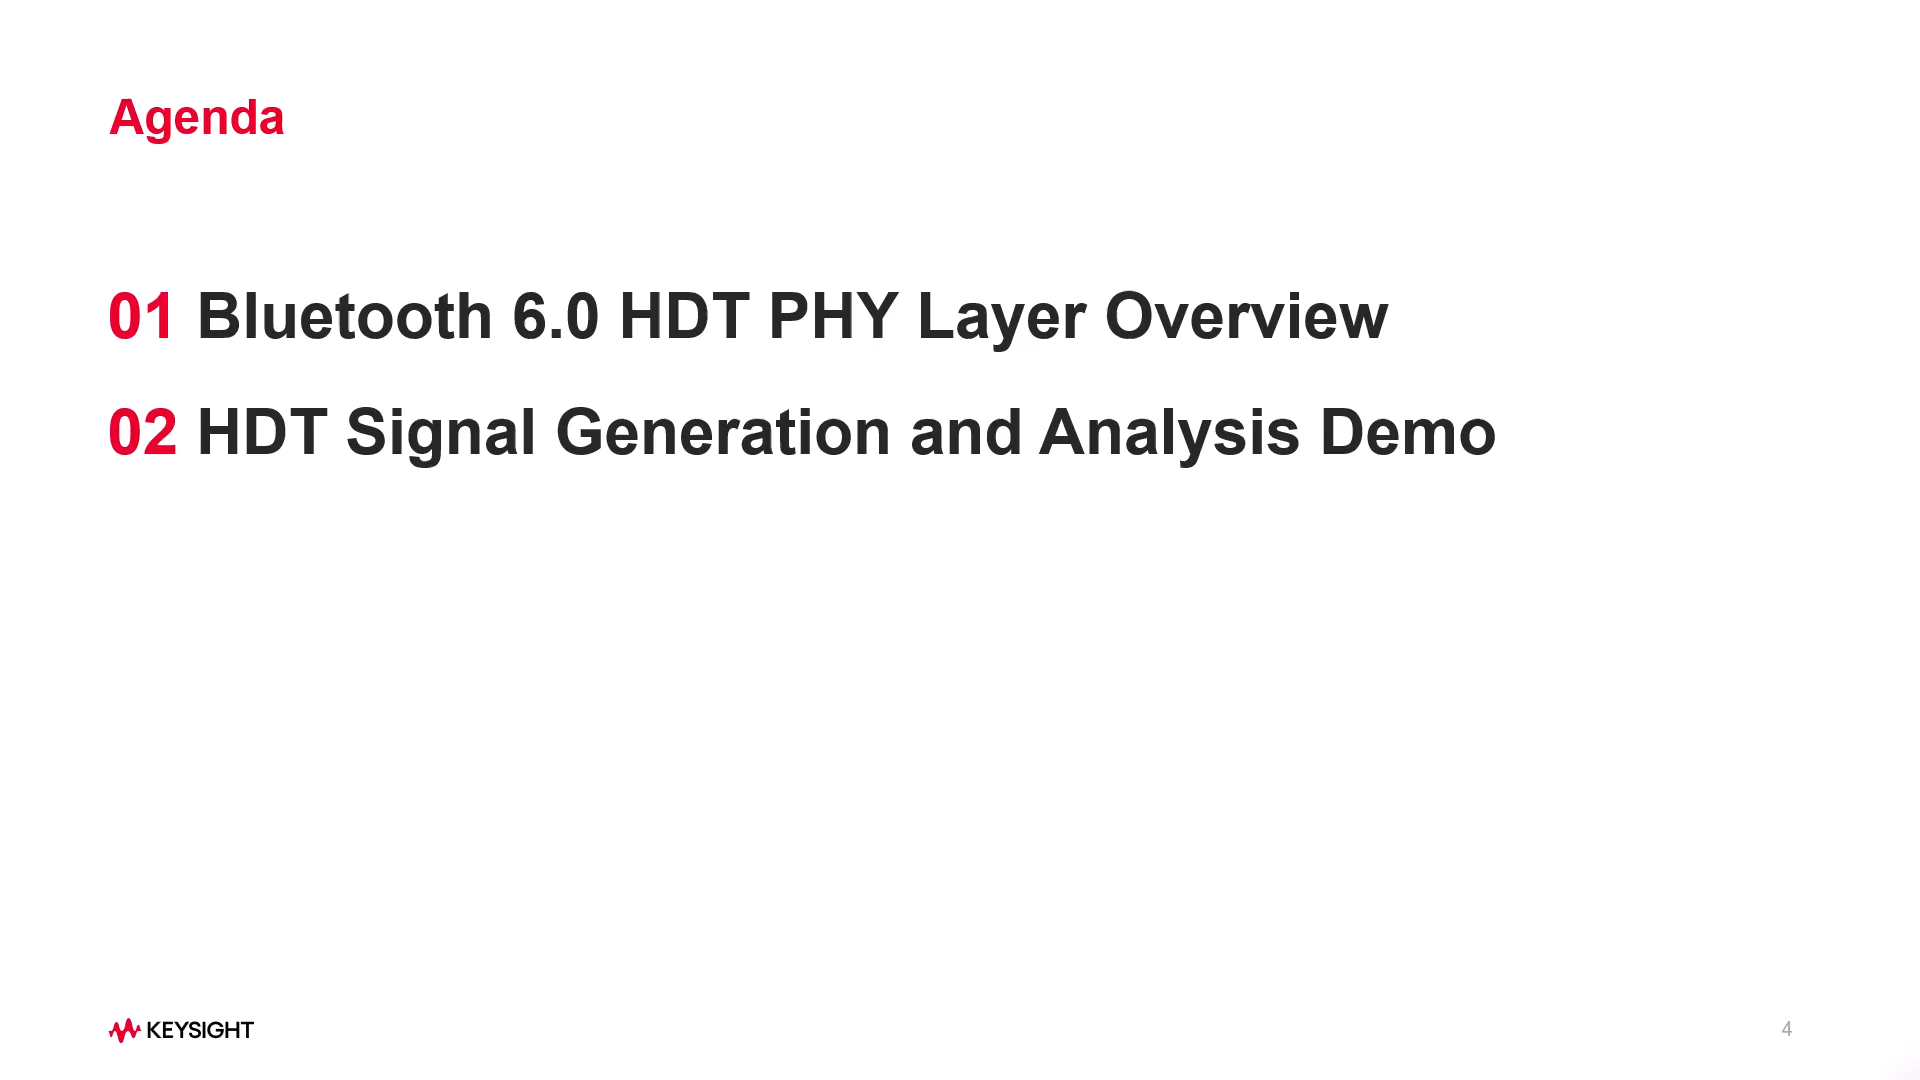 Agenda
01 Bluetooth 6.0 HDT PHY Layer Overview
02 HDT Signal Generation and Analysis Demo
KEYSIGHT
4